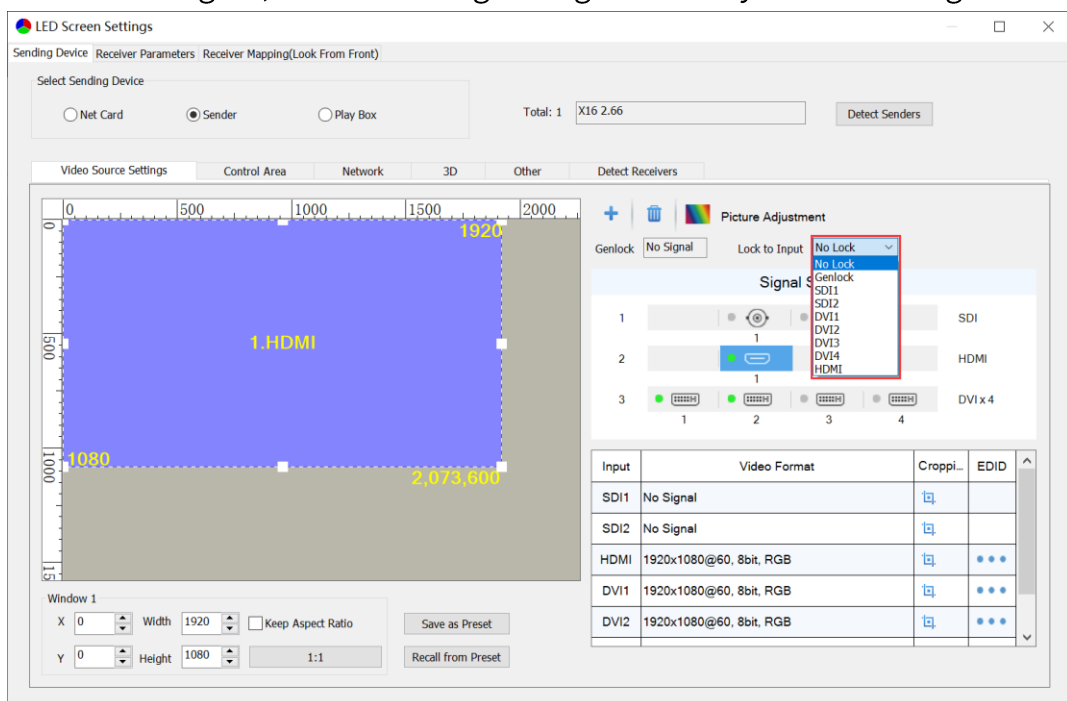 LED Screen Settings
Sending Device Receiver Parameters Receiver Mapping(Look From Front)
Select Sending Device
Net Card Sender Play Box
Total: 1 X16 2.66 Detect Senders
Video Source Settings Control Area Network 3D Other Detect Receivers
0 500 1000 1500 2000
0
500
1000
15
1920
1.HDMI
1080
2,073,600
Picture Adjustment
Genlock No Signal Lock to Input No Lock
No Lock
Genlock
SDI1
SDI2
DVI1
DVI2
DVI3
DVI4
HDMI
Signal
1 SDI
1
2 HDMI
1
3 DVI x 4
1 2 3 4
Input Video Format Croppi... EDID
SDI1 No Signal
SDI2 No Signal
HDMI 1920x1080@60, 8bit, RGB
DVI1 1920x1080@60, 8bit, RGB
DVI2 1920x1080@60, 8bit, RGB
Window 1
X 0 Width 1920 Keep Aspect Ratio Save as Preset
Y 0 Height 1080 1:1 Recall from Preset